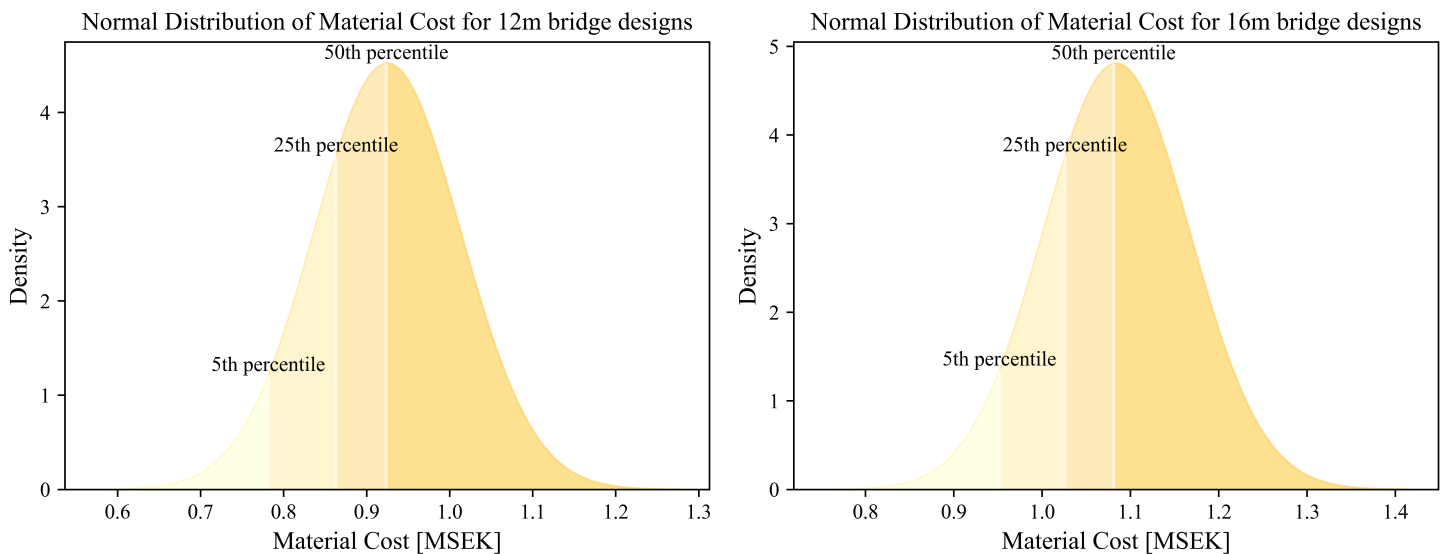 Normal Distribution of Material Cost for 12m bridge designs
50th percentile
25th percentile
5th percentile
Density
4
3
2
1
0
0.6 0.7 0.8 0.9 1.0 1.1 1.2 1.3
Material Cost [MSEK]
Normal Distribution of Material Cost for 16m bridge designs
50th percentile
25th percentile
5th percentile
Density
5
4
3
2
1
0
0.8 0.9 1.0 1.1 1.2 1.3 1.4
Material Cost [MSEK]